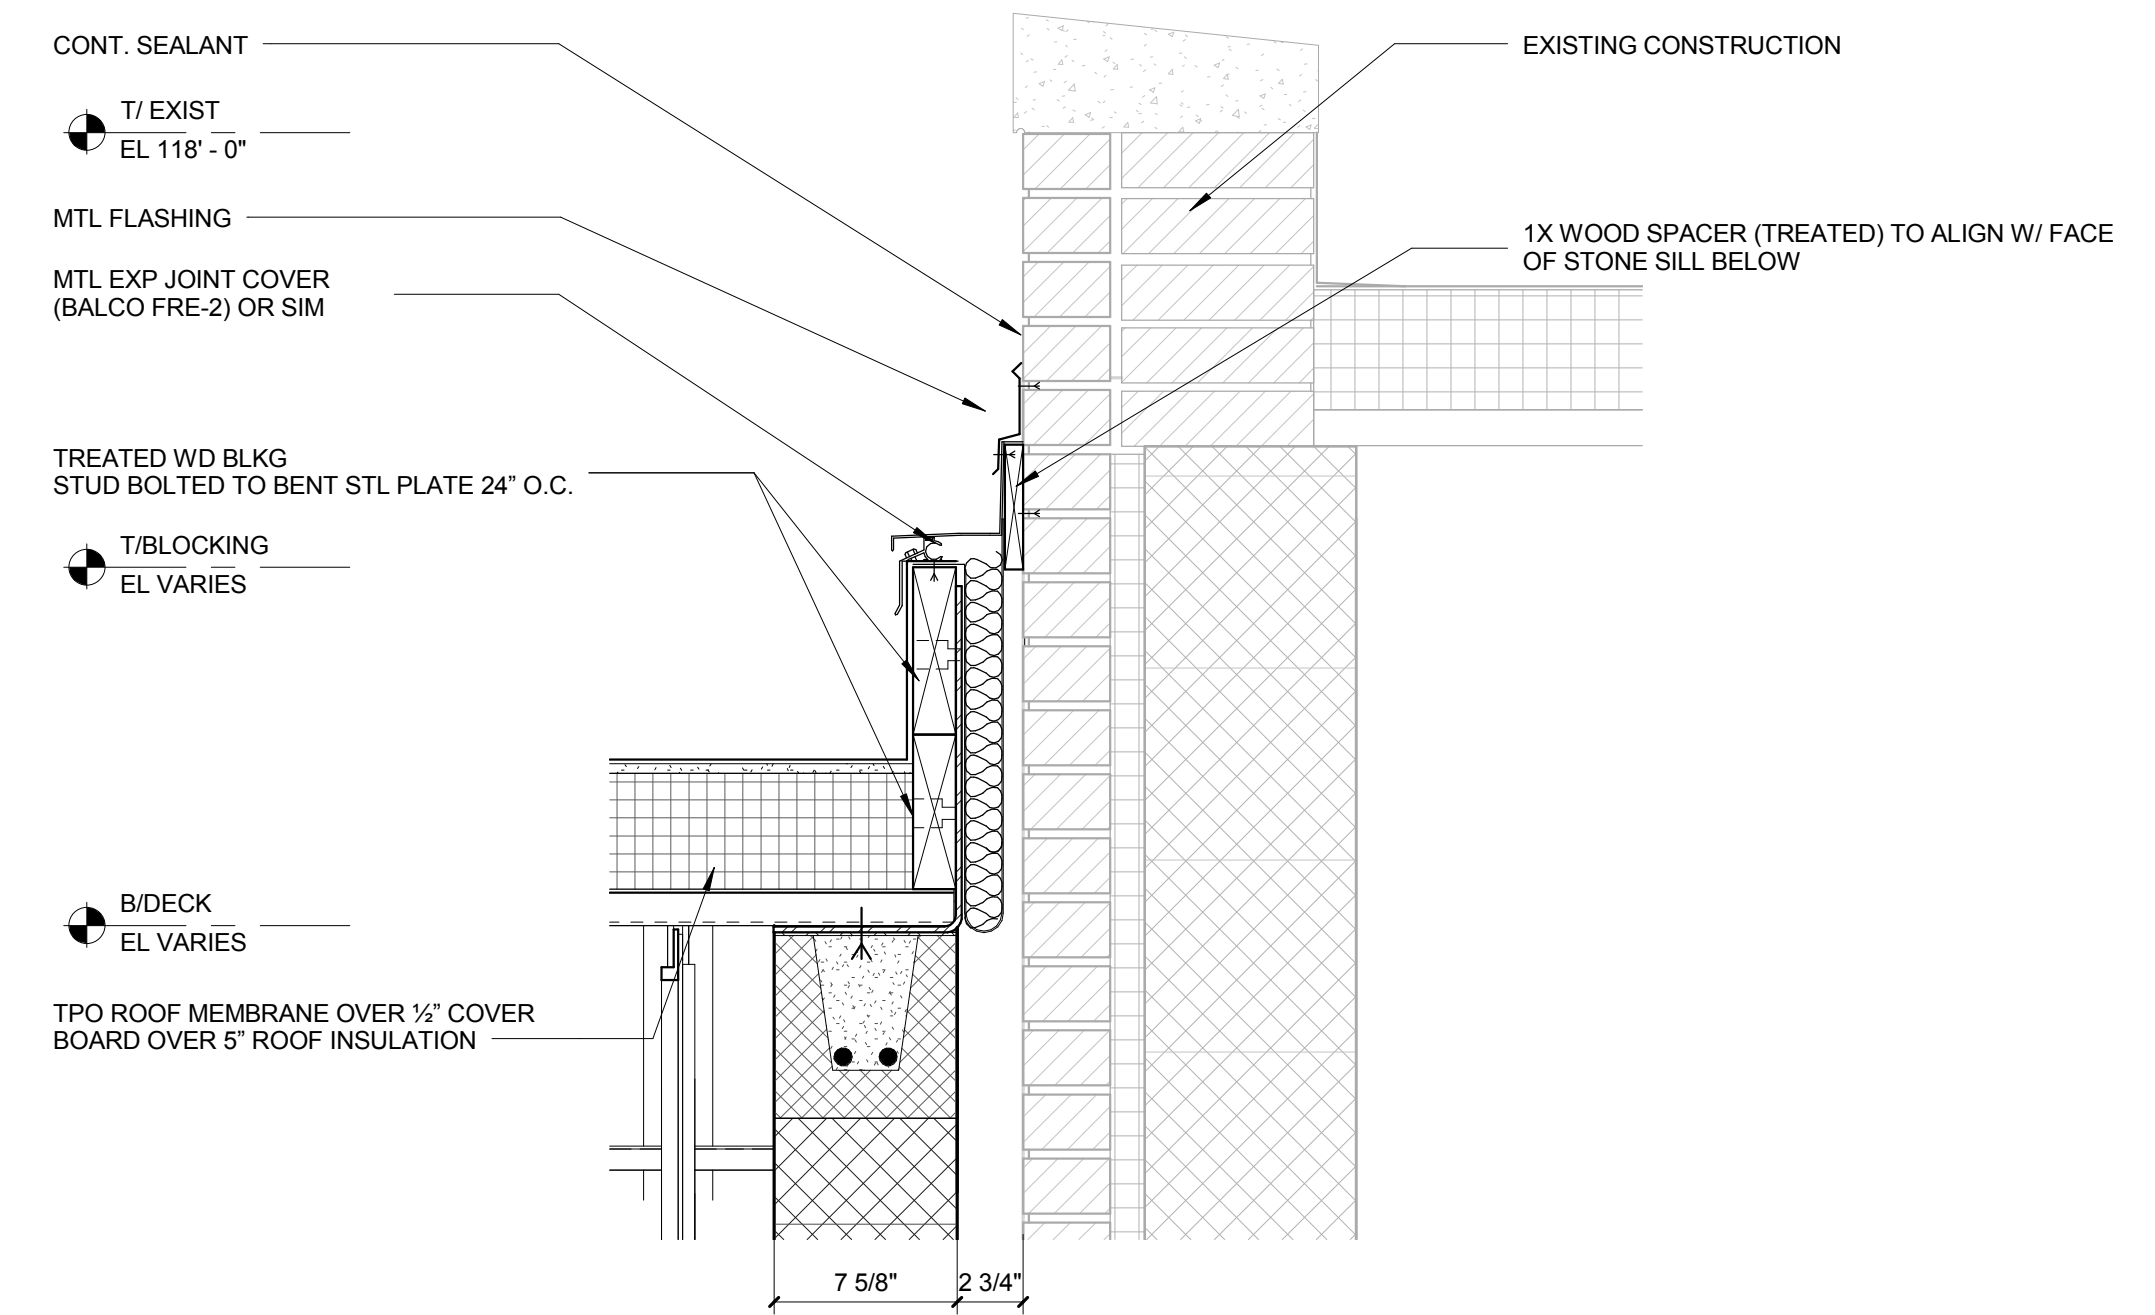 CONT. SEALANT
T/ EXIST
EL 118' - 0"
MTL FLASHING
MTL EXP JOINT COVER
(BALCO FRE-2) OR SIM
TREATED WD BLKG
STUD BOLTED TO BENT STL PLATE 24” O.C.
T/BLOCKING
EL VARIES
B/DECK
EL VARIES
TPO ROOF MEMBRANE OVER ½” COVER
BOARD OVER 5” ROOF INSULATION
EXISTING CONSTRUCTION
1X WOOD SPACER (TREATED) TO ALIGN W/ FACE
OF STONE SILL BELOW
7 5/8"
2 3/4"